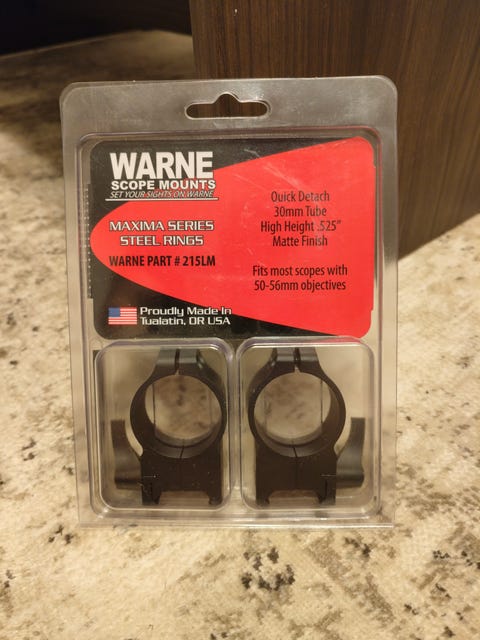 WARNE
SCOPE MOUNTS
SET YOUR SIGHTS ON WARNE
MAXIMA SERIES
STEEL RINGS
WARNE PART # 215LM
Quick Detach
30mm Tube
High Height .525"
Matte Finish
Fits most scopes with
50-56mm objectives
Proudly Made In
Tualatin, OR USA